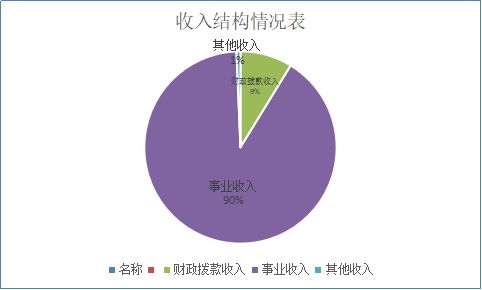 收入结构情况表
其他收入
1%
财政拨款收入
9%
事业收入
90%
名称 财政拨款收入 事业收入 其他收入